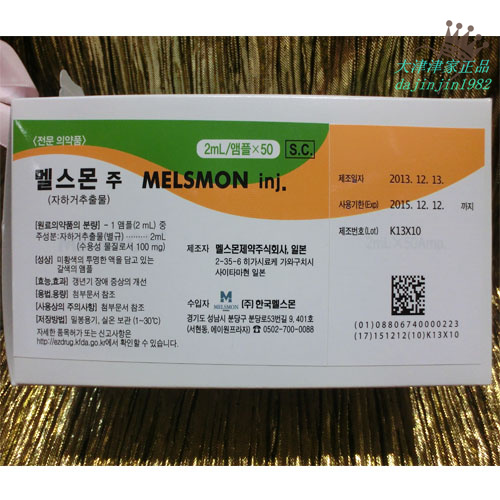 大津津家正品
dajinjin1982
〈전문 의약품〉
2mL/앰플×50 S.C.
멜스몬 주 MELSMON inj.
(자하거추출물)
[원료의약품의 분량] - 1 앰플(2 mL) 중
주성분:자하거추출물(별규) ········· 2mL
(수용성 물질로서 100 mg)
[성상] 미황색의 투명한 액을 담고 있는
갈색의 앰플
[효능,효과] 갱년기 장애 증상의 개선
[용법,용량] 첨부문서 참조
[사용상의 주의사항] 첨부문서 참조
[저장방법] 밀봉용기, 실온 보관 (1-30℃)
자세한 품목허가 또는 신고사항은
http://ezdrug.kfda.go.kr에서 확인할 수 있습니다.
제조자 멜스몬제약주식회사, 일본
2-35-6 히가시료케 가와구치시
사이타마현 일본
수입자 MELSMON (주) 한국멜스몬
경기도 성남시 분당구 분당로53번길 9, 401호
(서현동, 에이원프라자) ☎ 0502-700-0088
제조일자 2013. 12. 13.
사용기한(Exp) 2015. 12. 12. 까지
제조번호(Lot) K13X10
2mL×50Amp.
(01)08806740000223
(17)151212(10)K13X10